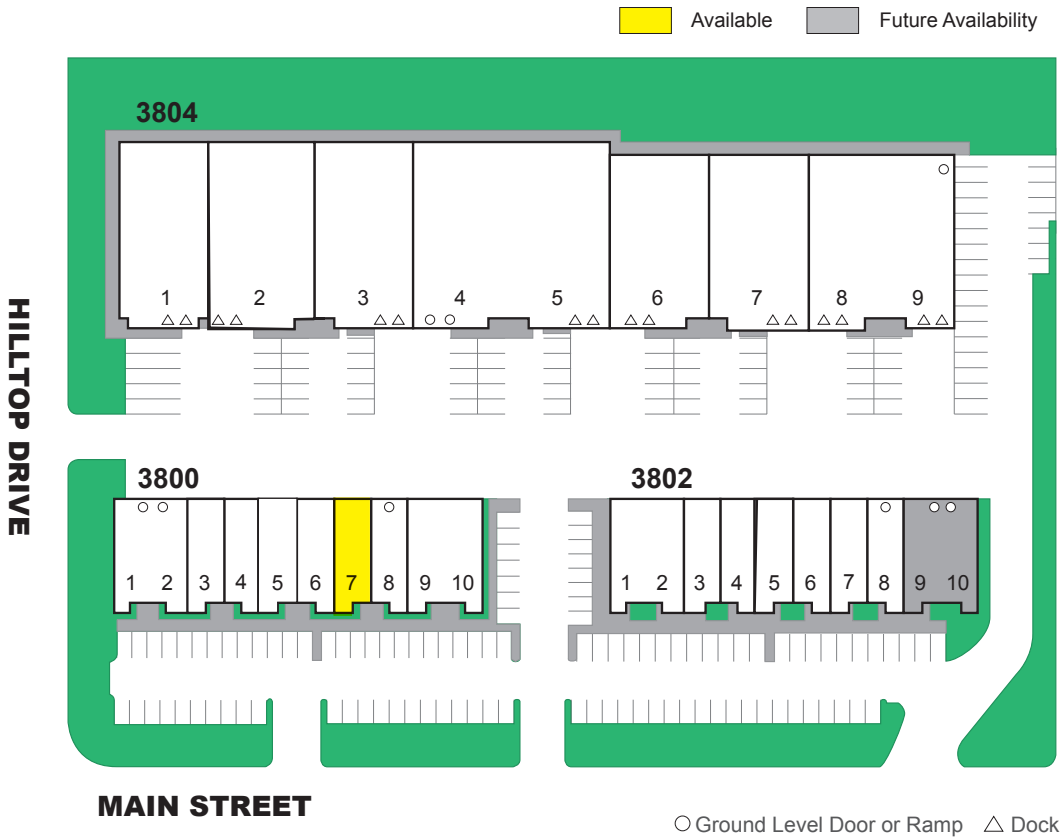 Available Future Availability
3804
1 2 3 4 5 6 7 8 9
HILLTOP DRIVE
3800 3802
1 2 3 4 5 6 7 8 9 10 1 2 3 4 5 6 7 8 9 10
MAIN STREET
Ground Level Door or Ramp Dock